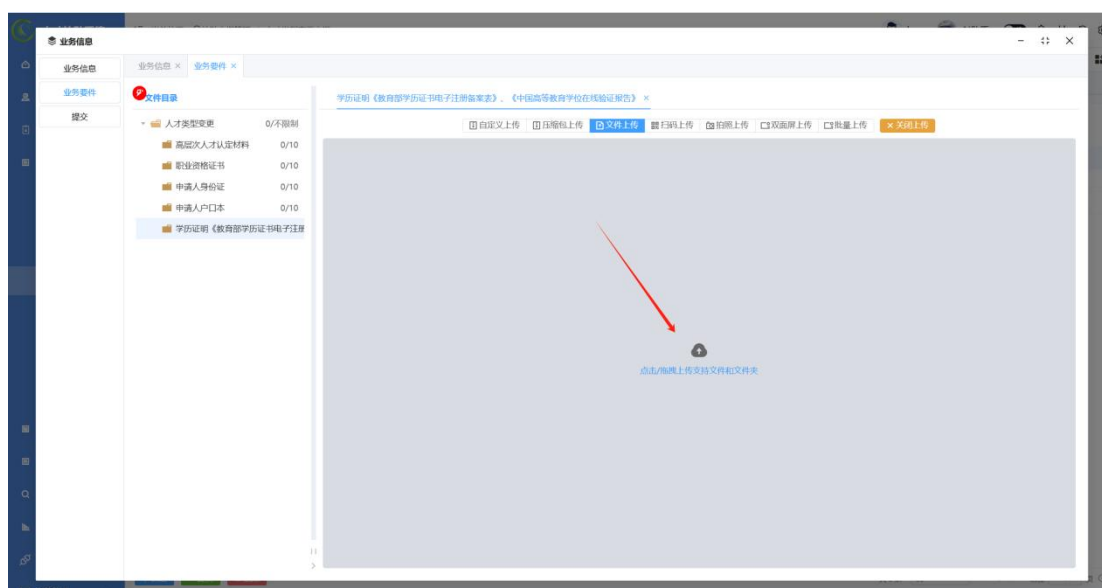 业务信息
业务信息
业务要件
提交
业务信息 ×
业务要件 ×
文件目录
人才类型变更 0/不限制
高层次人才认定材料 0/10
职业资格证书 0/10
申请人身份证 0/10
申请人户口本 0/10
学历证明《教育部学历证书电子注册
学历证明《教育部学历证书电子注册备案表》、《中国高等教育学位在线验证报告》 ×
自定义上传 压缩包上传 文件上传 扫码上传 拍照上传 双面屏上传 批量上传 × 关闭上传
点击/拖拽上传支持文件和文件夹